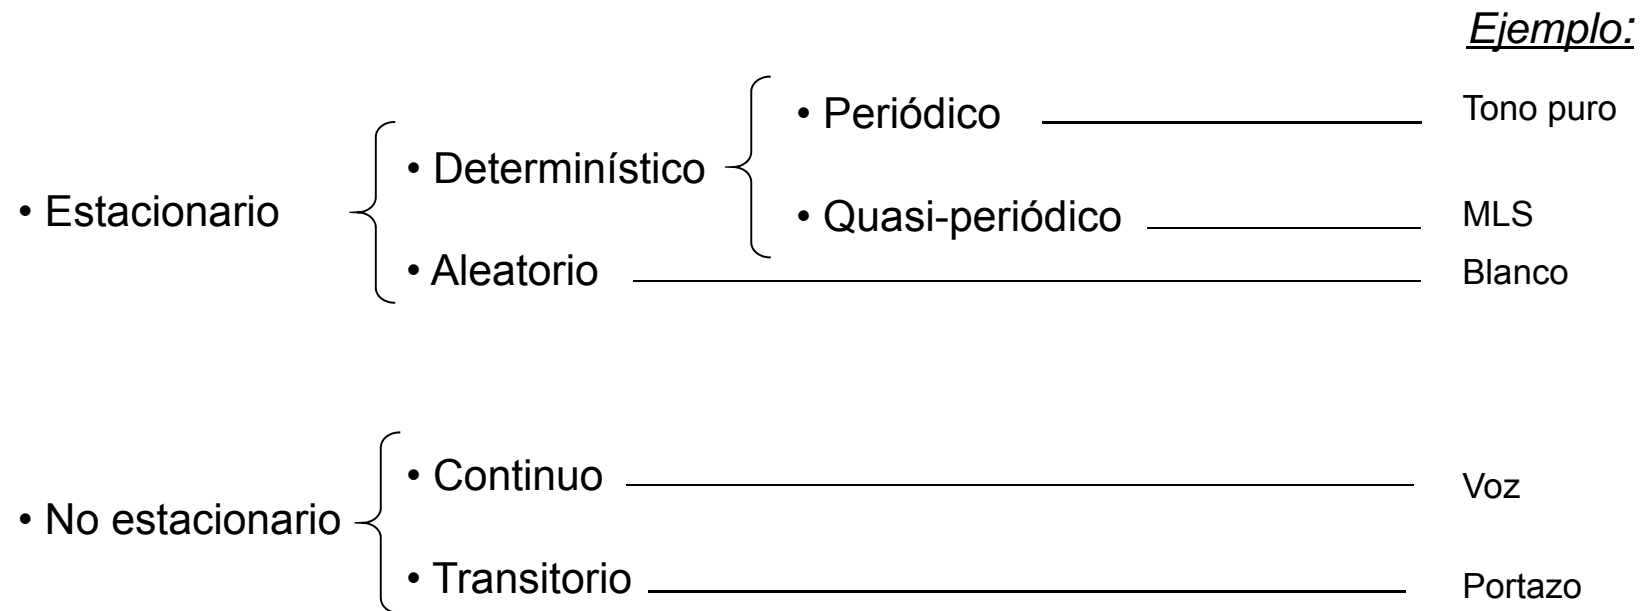 Ejemplo:
• Periódico
Tono puro
• Determinístico
• Estacionario
• Quasi-periódico
MLS
• Aleatorio
Blanco
• Continuo
Voz
• No estacionario
• Transitorio
Portazo